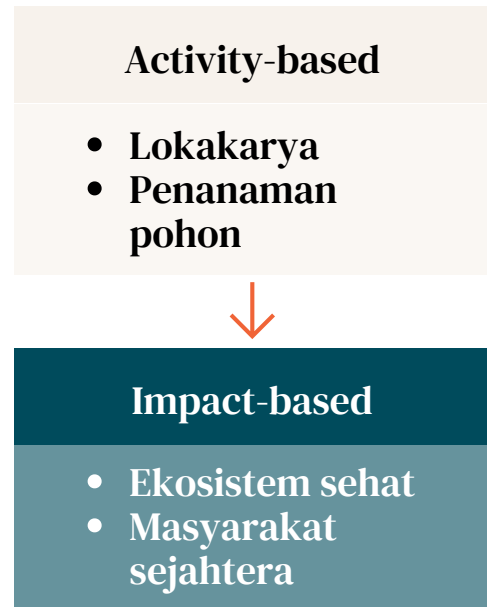 Activity-based
• Lokakarya
• Penanaman
pohon
Impact-based
• Ekosistem sehat
• Masyarakat
sejahtera